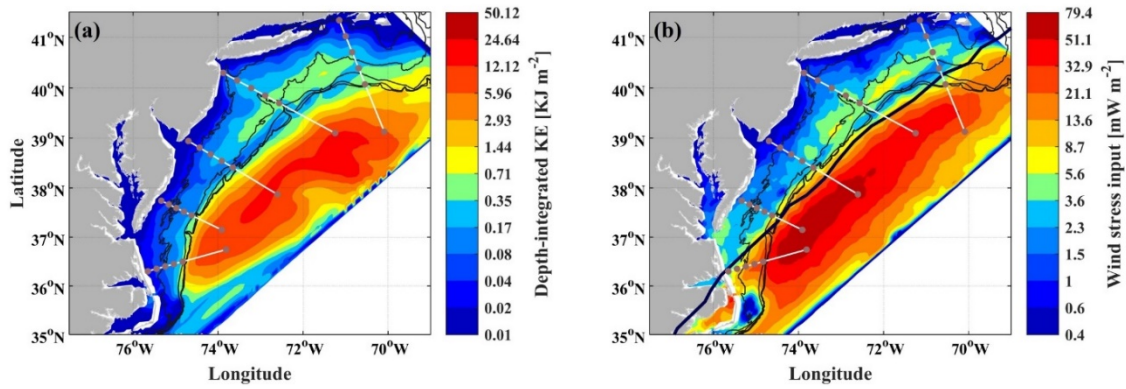 (a)
41°N
40°N
39°N
38°N
37°N
36°N
35°N
76°W 74°W 72°W 70°W
Latitude
Longitude
50.12
24.64
12.12
5.96
2.93
1.44
0.71
0.35
0.17
0.08
0.04
0.02
0.01
Depth-integrated KE [KJ m⁻²]
(b)
41°N
40°N
39°N
38°N
37°N
36°N
35°N
76°W 74°W 72°W 70°W
Longitude
79.4
51.1
32.9
21.1
13.6
8.7
5.6
3.6
2.3
1.5
1
0.6
0.4
Wind stress input [mW m⁻²]